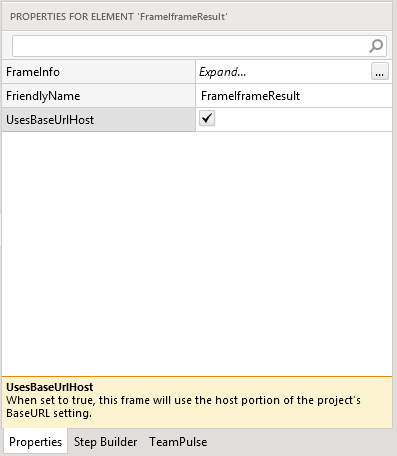 PROPERTIES FOR ELEMENT 'FrameIframeResult'
FrameInfo Expand... ...
FriendlyName FrameIframeResult
UsesBaseUrlHost
UsesBaseUrlHost
When set to true, this frame will use the host portion of the project's
BaseURL setting.
Properties Step Builder TeamPulse